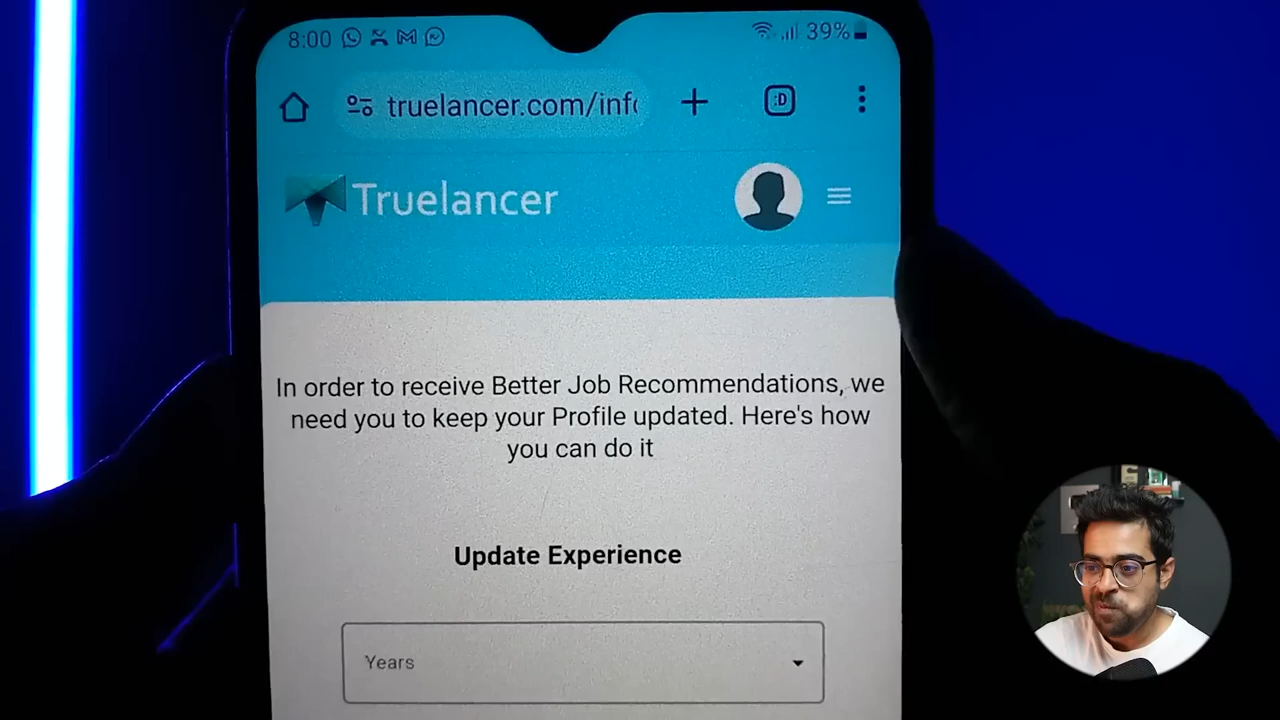 8:00
39%
truelancer.com/info
:D
Truelancer
In order to receive Better Job Recommendations, we
need you to keep your Profile updated. Here's how
you can do it
Update Experience
Years